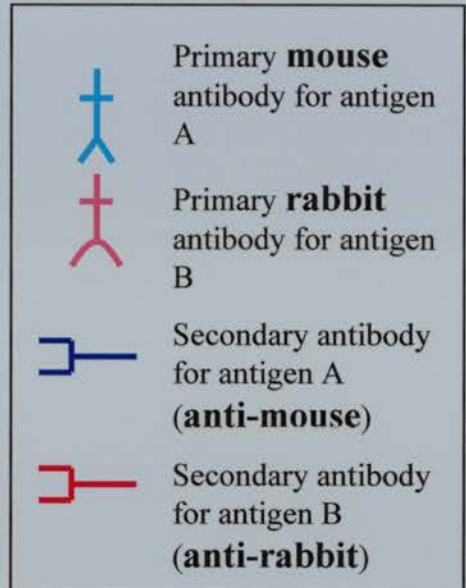 Primary mouse
antibody for antigen
A
Primary rabbit
antibody for antigen
B
Secondary antibody
for antigen A
(anti-mouse)
Secondary antibody
for antigen B
(anti-rabbit)